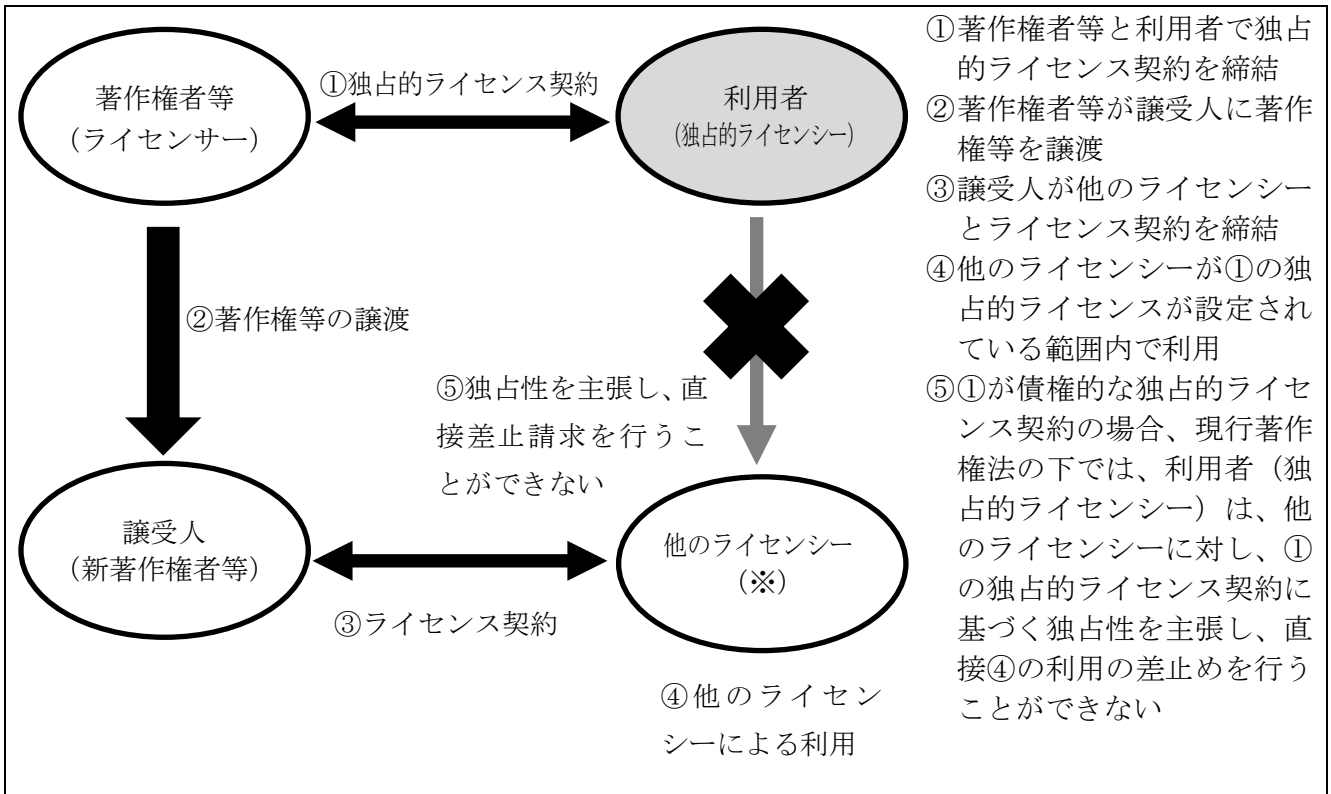 ①独占的ライセンス契約
著作権者等
（ライセンサー）
利用者
（独占的ライセンシー）
②著作権等の譲渡
⑤独占性を主張し、直
接差止請求を行うこ
とができない
譲受人
（新著作権者等）
他のライセンシー
（※）
③ライセンス契約
④他のライセン
シーによる利用
①著作権者等と利用者で独占
的ライセンス契約を締結
②著作権者等が譲受人に著作
権等を譲渡
③譲受人が他のライセンシー
とライセンス契約を締結
④他のライセンシーが①の独
占的ライセンスが設定され
ている範囲内で利用
⑤①が債権的な独占的ライセ
ンス契約の場合、現行著作
権法の下では、利用者（独
占的ライセンシー）は、他
のライセンシーに対し、①
の独占的ライセンス契約に
基づく独占性を主張し、直
接④の利用の差止めを行う
ことができない